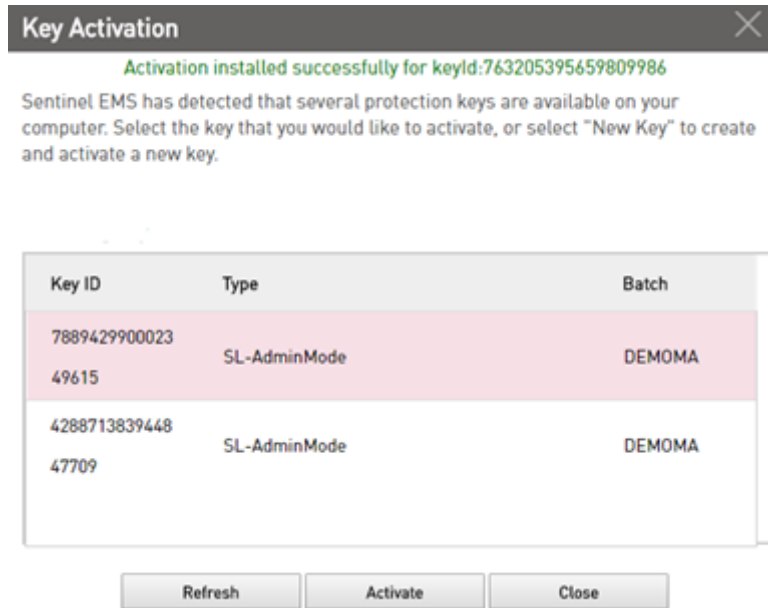 Key Activation
Activation installed successfully for keyId:763205395659809986
Sentinel EMS has detected that several protection keys are available on your
computer. Select the key that you would like to activate, or select "New Key" to create
and activate a new key.
Key ID Type Batch
7889429900023
49615
SL-AdminMode DEMOMA
4288713839448
47709
SL-AdminMode DEMOMA
Refresh Activate Close